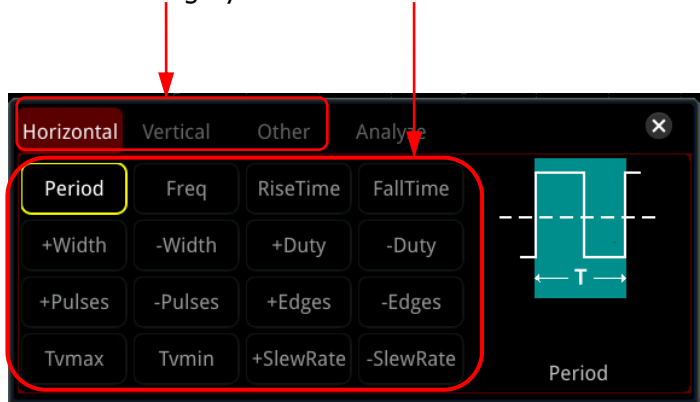 Horizontal Vertical Other Analyze
Period Freq RiseTime FallTime
+Width -Width +Duty -Duty
+Pulses -Pulses +Edges -Edges
Tvmax Tvmin +SlewRate -SlewRate
T
Period